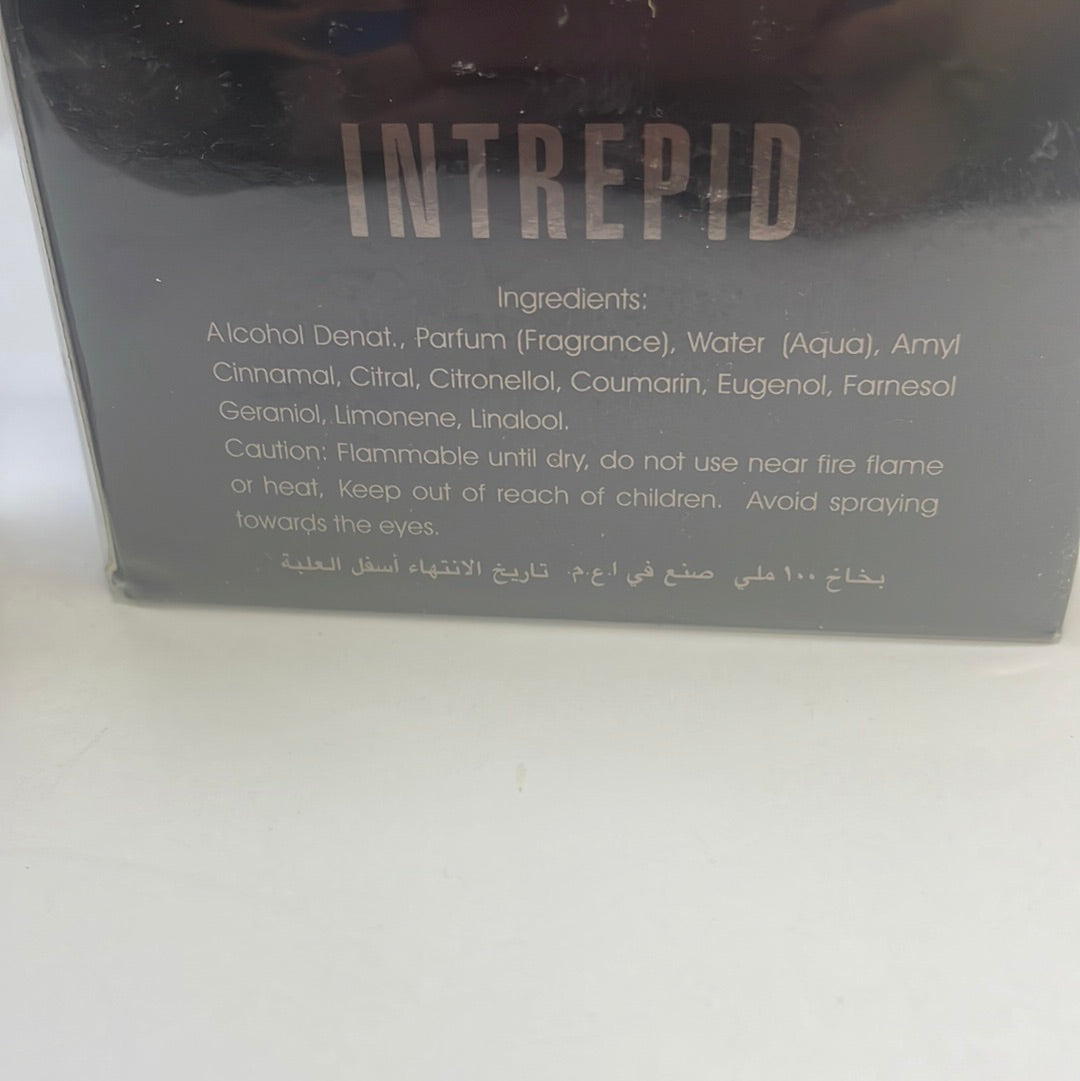 INTREPID
Ingredients:
Alcohol Denat., Parfum (Fragrance), Water (Aqua), Amyl
Cinnamal, Citral, Citronellol, Coumarin, Eugenol, Farnesol
Geraniol, Limonene, Linalool.
Caution: Flammable until dry, do not use near fire flame
or heat, Keep out of reach of children. Avoid spraying
towards the eyes.
بخاخ ١٠٠ ملي صنع في ا.ع.م. تاريخ الانتهاء أسفل العلبة